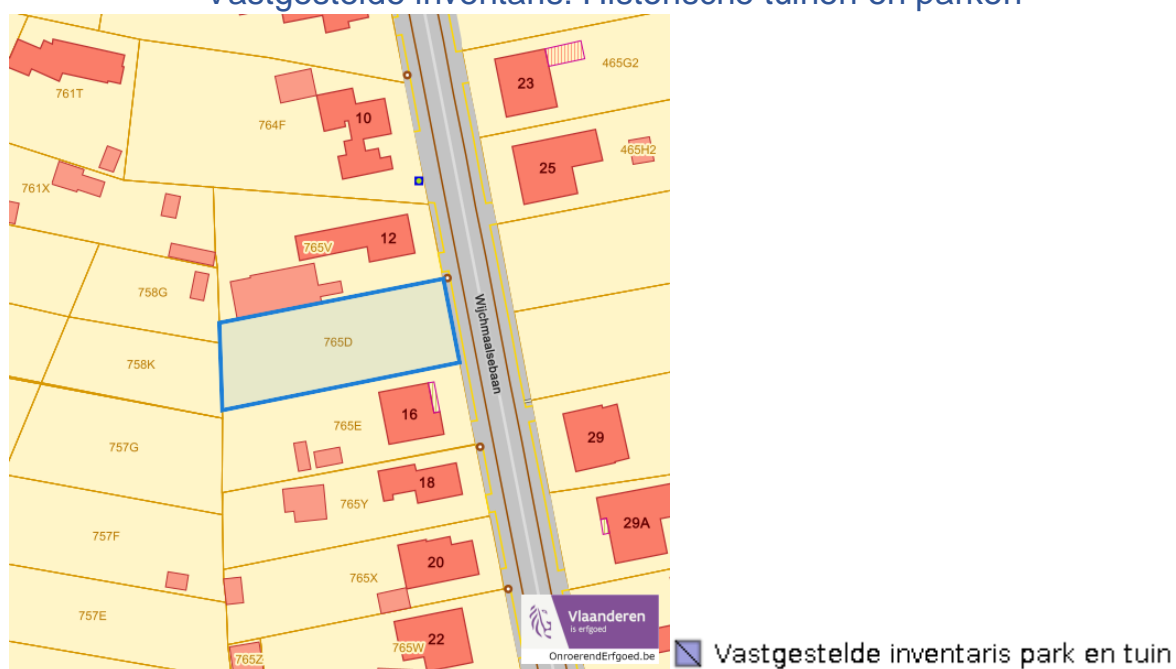 Vastgestelde inventaris: Historische tuinen en parken
761T
764F
10
23
465G2
25
465H2
761X
765V
12
758G
765D
Wijchmaalsebaan
758K
16
765E
757G
29
18
765Y
29A
757F
20
765X
757E
22
765W
765Z
Vlaanderen
is erfgoed
OnroerendErfgoed.be
Vastgestelde inventaris park en tuin